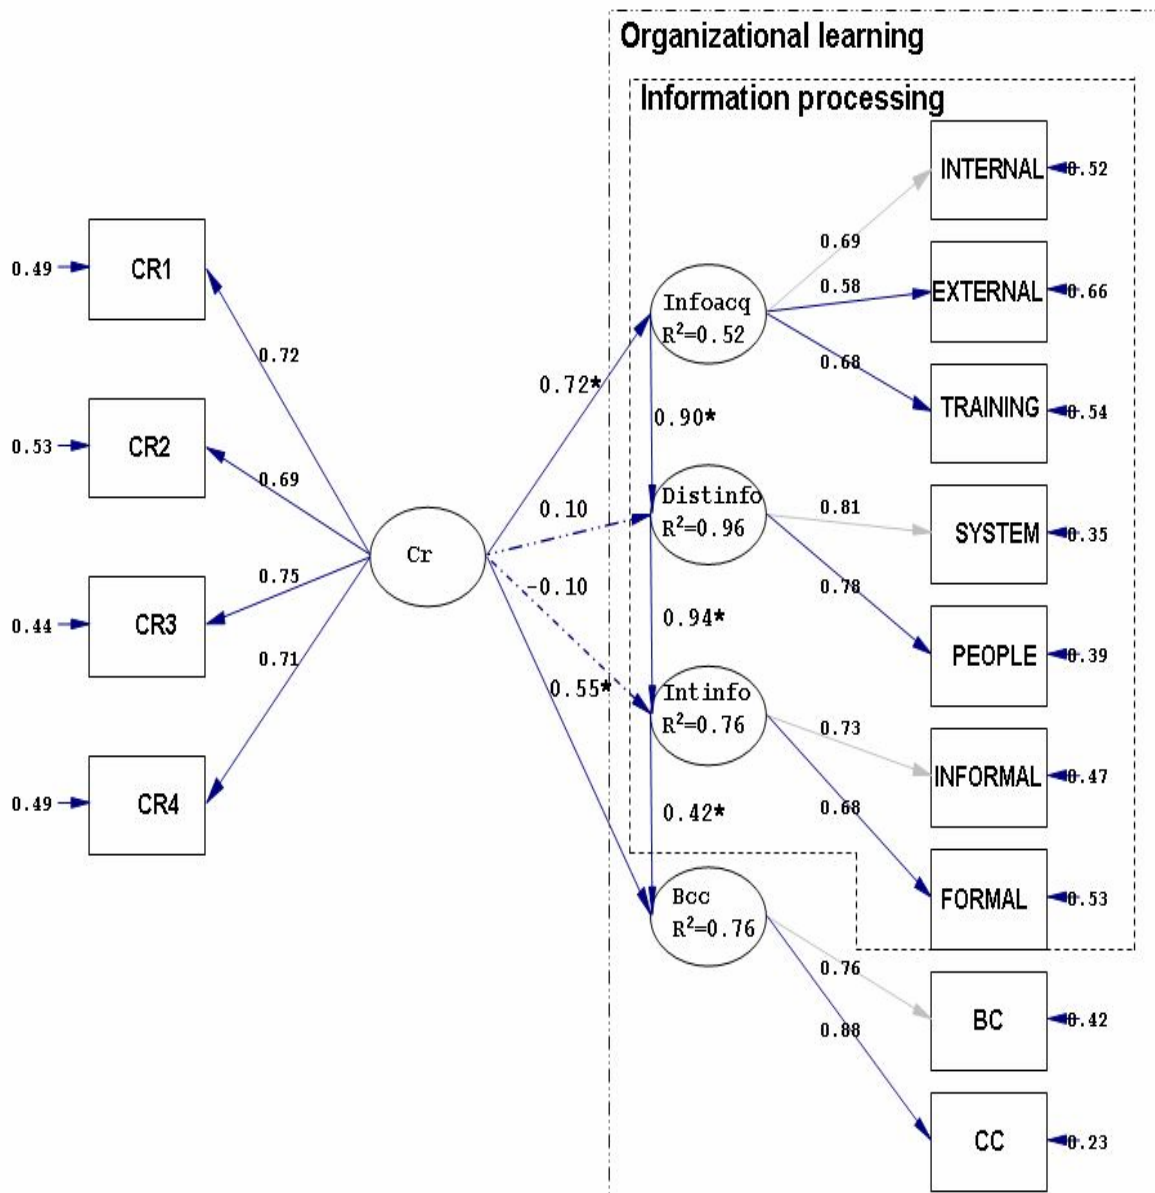 Organizational learning
Information processing
INTERNAL
0.52
0.69
EXTERNAL
0.66
0.58
TRAINING
0.54
0.68
Infoacq
R²=0.52
0.49
CR1
0.72
0.53
CR2
0.69
0.44
CR3
0.75
0.49
CR4
0.71
Cr
0.72*
0.90*
0.10
-0.10
0.55*
Distinfo
R²=0.96
0.81
SYSTEM
0.35
0.78
PEOPLE
0.39
0.94*
Intinfo
R²=0.76
0.73
INFORMAL
0.47
0.68
FORMAL
0.53
0.42*
Bcc
R²=0.76
0.76
BC
0.42
0.88
CC
0.23